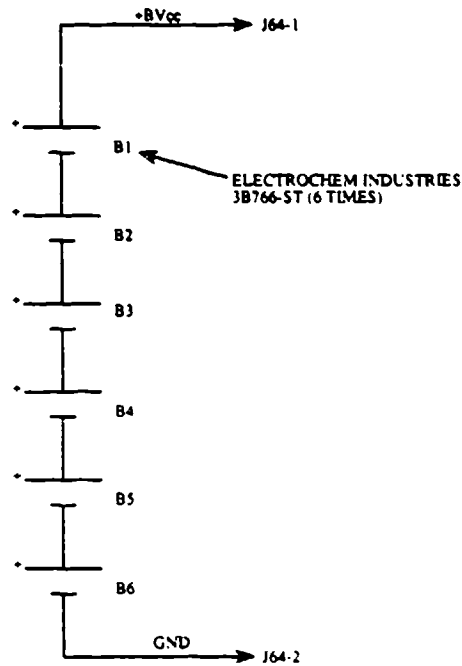 +BVcc J64-1
+
B1
ELECTROCHEM INDUSTRIES
3B766-ST (6 TIMES)
+
B2
+
B3
+
B4
+
B5
+
B6
GND J64-2